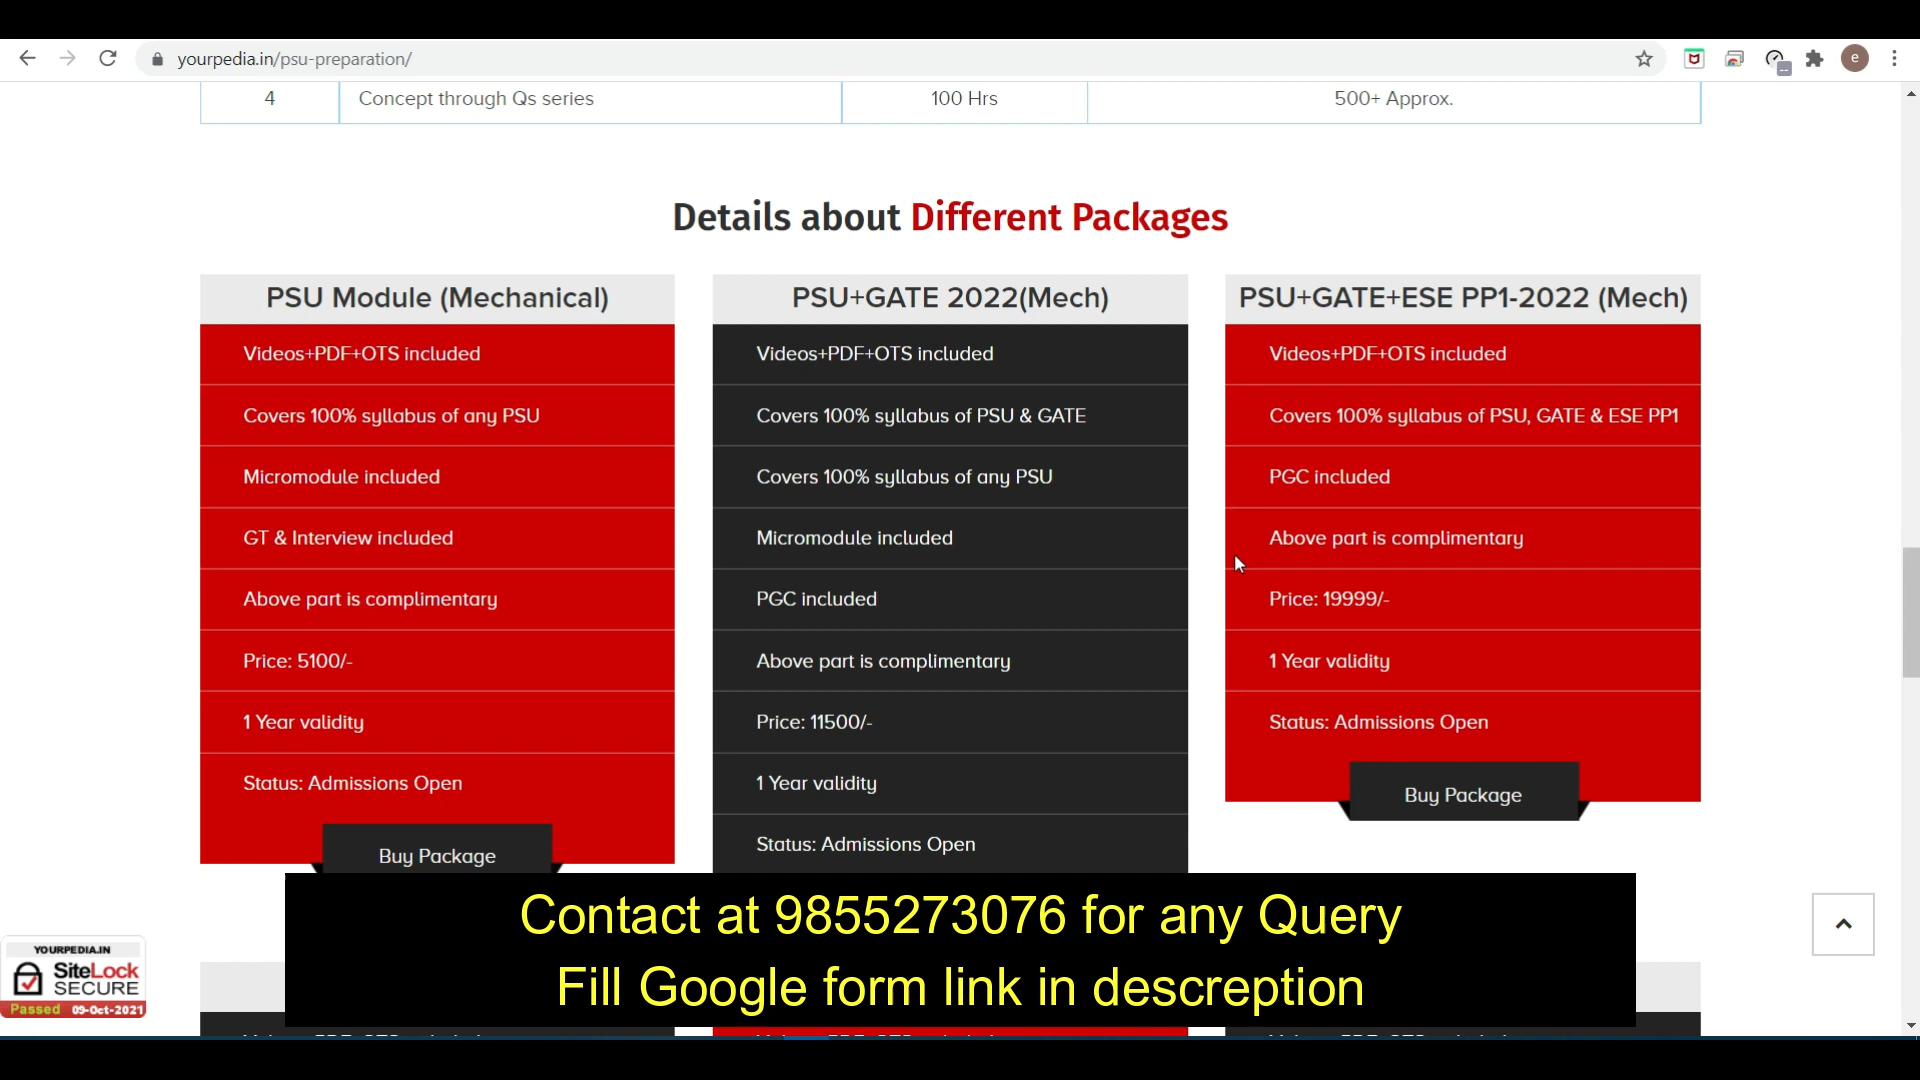 yourpedia.in/psu-preparation/
e
4 Concept through Qs series 100 Hrs 500+ Approx.
Details about Different Packages
PSU Module (Mechanical)
Videos+PDF+OTS included
Covers 100% syllabus of any PSU
Micromodule included
GT & Interview included
Above part is complimentary
Price: 5100/-
1 Year validity
Status: Admissions Open
Buy Package
PSU+GATE 2022(Mech)
Videos+PDF+OTS included
Covers 100% syllabus of PSU & GATE
Covers 100% syllabus of any PSU
Micromodule included
PGC included
Above part is complimentary
Price: 11500/-
1 Year validity
Status: Admissions Open
PSU+GATE+ESE PP1-2022 (Mech)
Videos+PDF+OTS included
Covers 100% syllabus of PSU, GATE & ESE PP1
PGC included
Above part is complimentary
Price: 19999/-
1 Year validity
Status: Admissions Open
Buy Package
Contact at 9855273076 for any Query
Fill Google form link in descreption
YOURPEDIA.IN
SiteLock
SECURE
Passed 09-Oct-2021